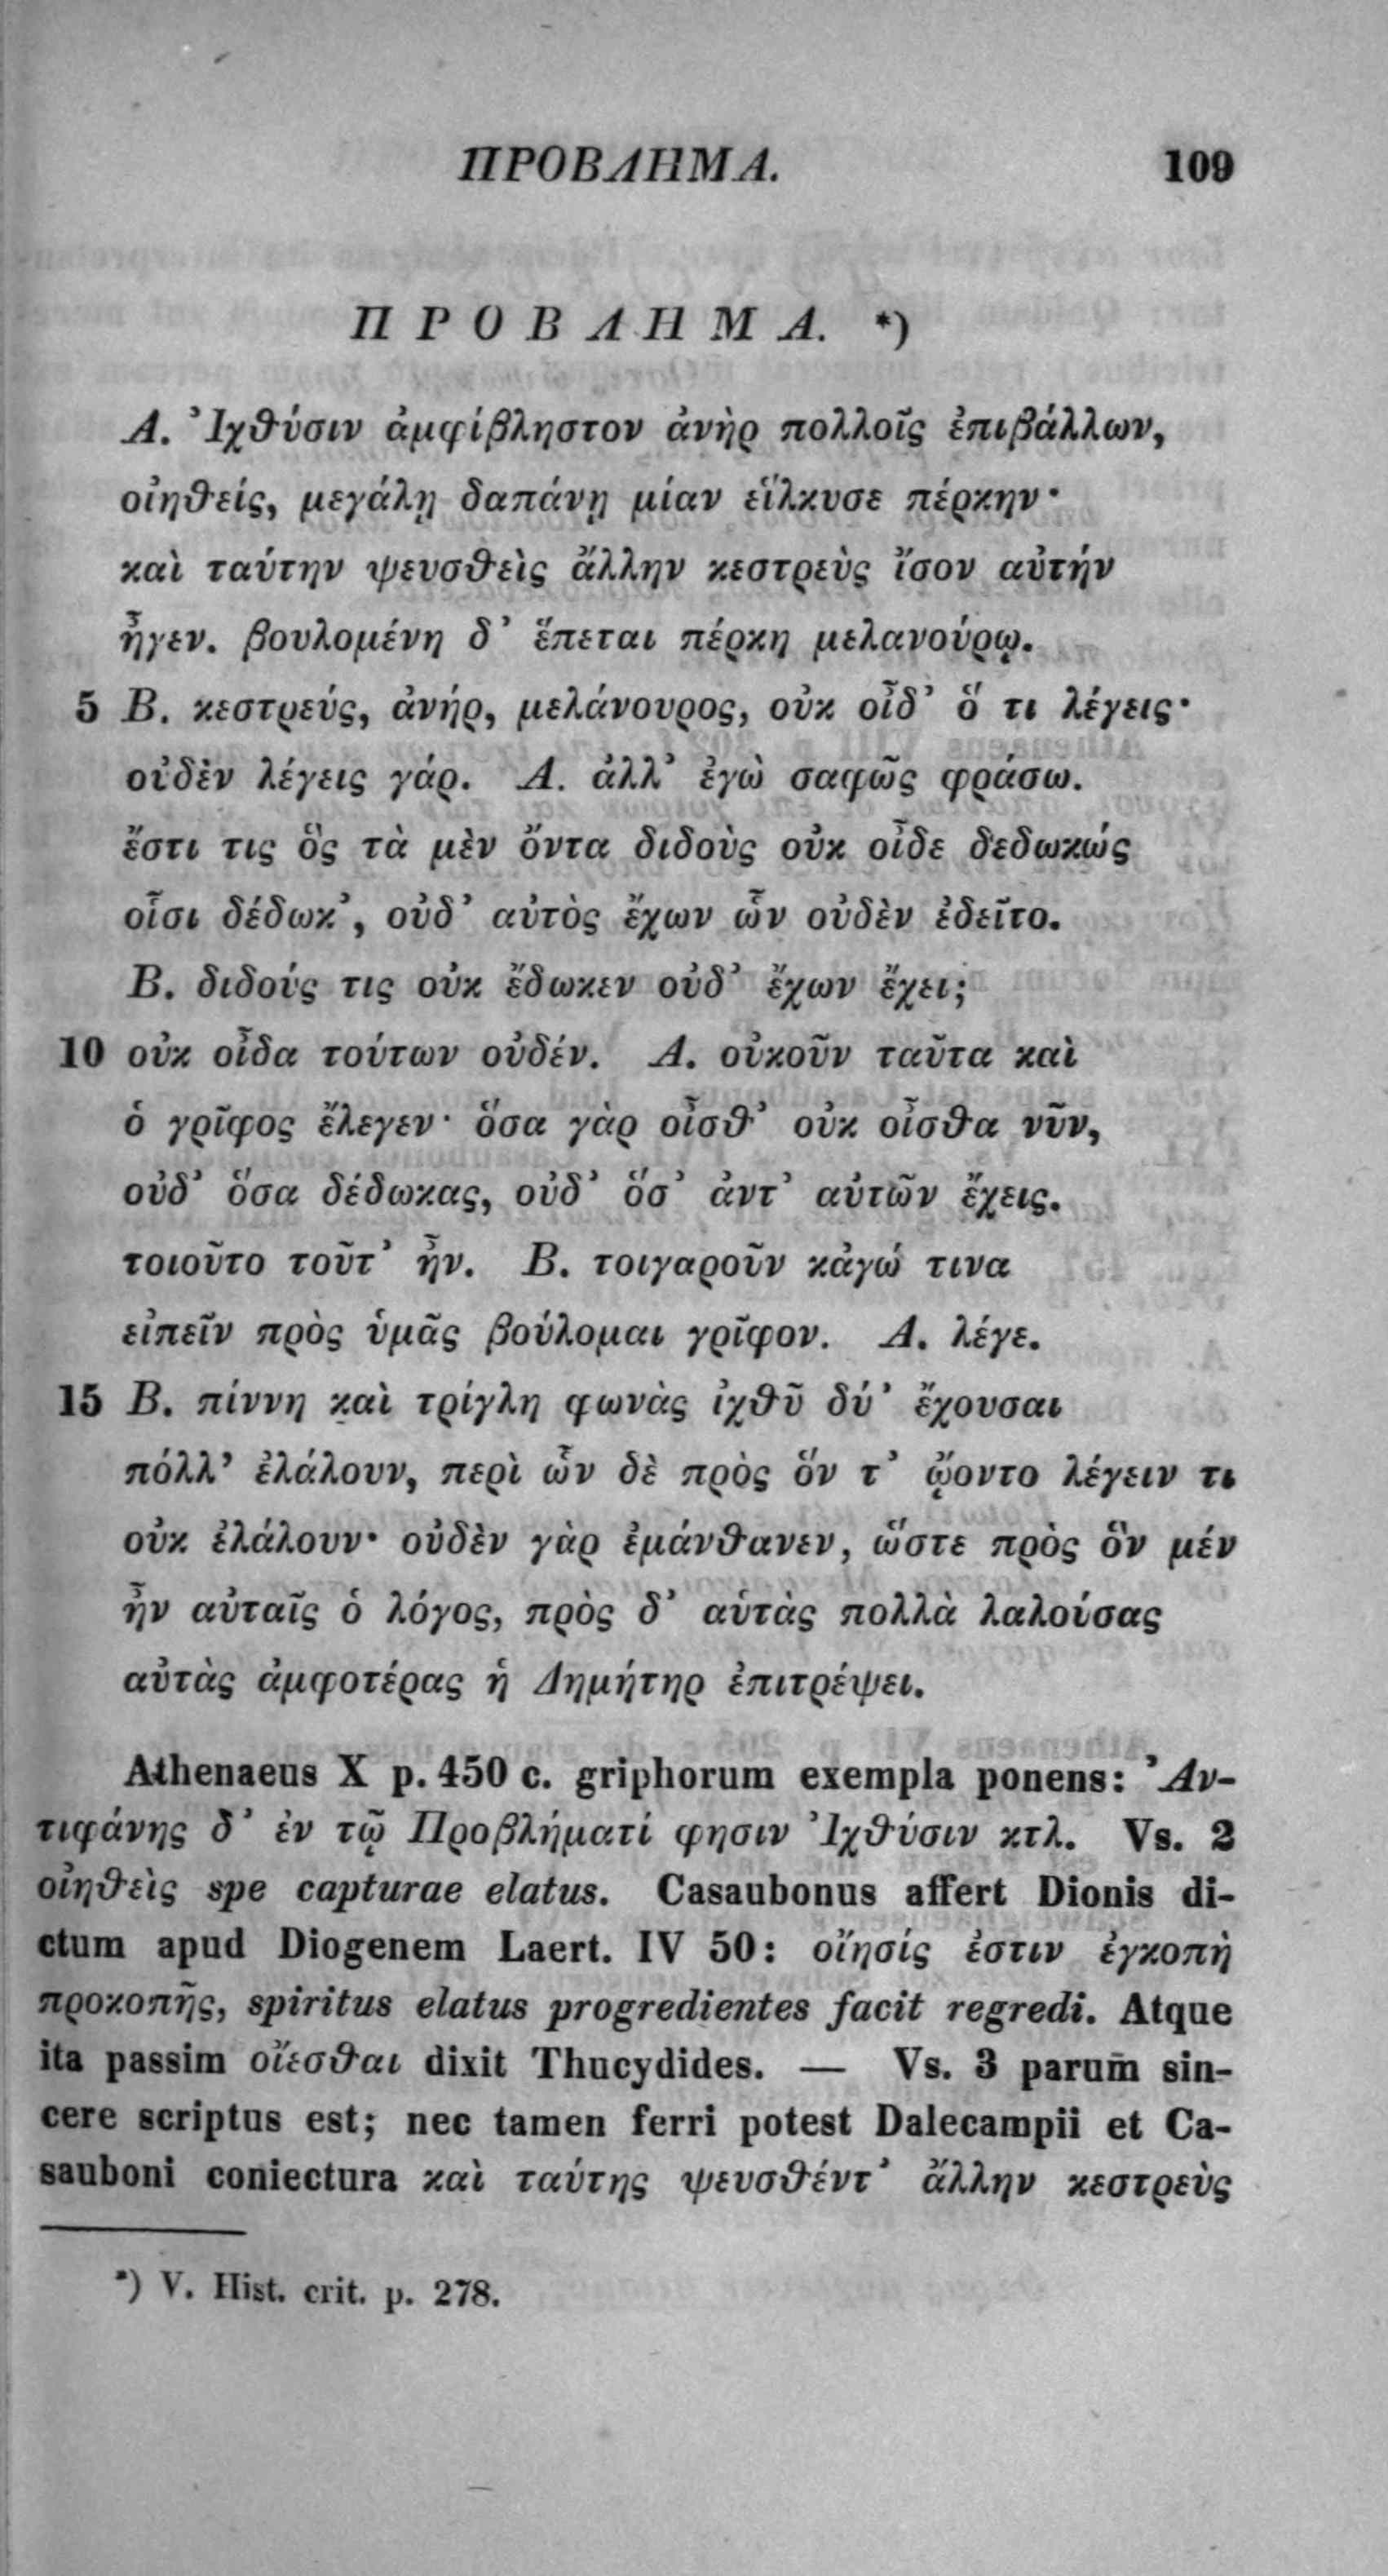 ΠΡΟΒΛΗΜΑ. 109
ΠΡΟΒΛΗΜΑ. *)
Α. Ἰχθύσιν ἀμφίβληστον ἀνὴρ πολλοῖς ἐπιβάλλων,
οἰηθείς, μεγάλῃ δαπάνῃ μίαν εἵλκυσε πέρκην·
καὶ ταύτην ψευσθεὶς ἄλλην κεστρεὺς ἴσον αὐτήν
ἦγεν. βουλομένη δ' ἕπεται πέρκη μελανούρῳ.
5 Β. κεστρεύς, ἀνήρ, μελάνουρος, οὐκ οἶδ' ὅ τι λέγεις·
οὐδὲν λέγεις γάρ. Α. ἀλλ' ἐγὼ σαφῶς φράσω.
ἔστι τις ὃς τὰ μὲν ὄντα διδοὺς οὐκ οἶδε δεδωκώς
οἷσι δέδωκ', οὐδ' αὐτὸς ἔχων ὧν οὐδὲν ἐδεῖτο.
Β. διδούς τις οὐκ ἔδωκεν οὐδ' ἔχων ἔχει;
10 οὐκ οἶδα τούτων οὐδέν. Α. οὐκοῦν ταῦτα καὶ
ὁ γρῖφος ἔλεγεν· ὅσα γὰρ οἶσθ' οὐκ οἶσθα νῦν,
οὐδ' ὅσα δέδωκας, οὐδ' ὅσ' ἀντ' αὐτῶν ἔχεις.
τοιοῦτο τοῦτ' ἦν. Β. τοιγαροῦν κἀγώ τινα
εἰπεῖν πρὸς ὑμᾶς βούλομαι γρῖφον. Α. λέγε.
15 Β. πίννη καὶ τρίγλη φωνὰς ἰχθῦ δύ' ἔχουσαι
πόλλ' ἐλάλουν, περὶ ὧν δὲ πρὸς ὅν τ' ᾤοντο λέγειν τι
οὐκ ἐλάλουν· οὐδὲν γὰρ ἐμάνθανεν, ὥστε πρὸς ὃν μέν
ἦν αὐταῖς ὁ λόγος, πρὸς δ' αὑτὰς πολλὰ λαλούσας
αὐτὰς ἀμφοτέρας ἡ Δημήτηρ ἐπιτρέψει.
Athenaeus X p. 450 c. griphorum exempla ponens: Ἀν-
τιφάνης δ' ἐν τῷ Προβλήματί φησιν Ἰχθύσιν κτλ. Vs. 2
οἰηθεὶς spe capturae elatus. Casaubonus affert Dionis di-
ctum apud Diogenem Laert. IV 50: οἴησίς ἐστιν ἐγκοπὴ
προκοπῆς, spiritus elatus progredientes facit regredi. Atque
ita passim οἴεσθαι dixit Thucydides. — Vs. 3 parum sin-
cere scriptus est; nec tamen ferri potest Dalecampii et Ca-
sauboni coniectura καὶ ταύτης ψευσθέντ' ἄλλην κεστρεὺς
*) V. Hist. crit. p. 278.